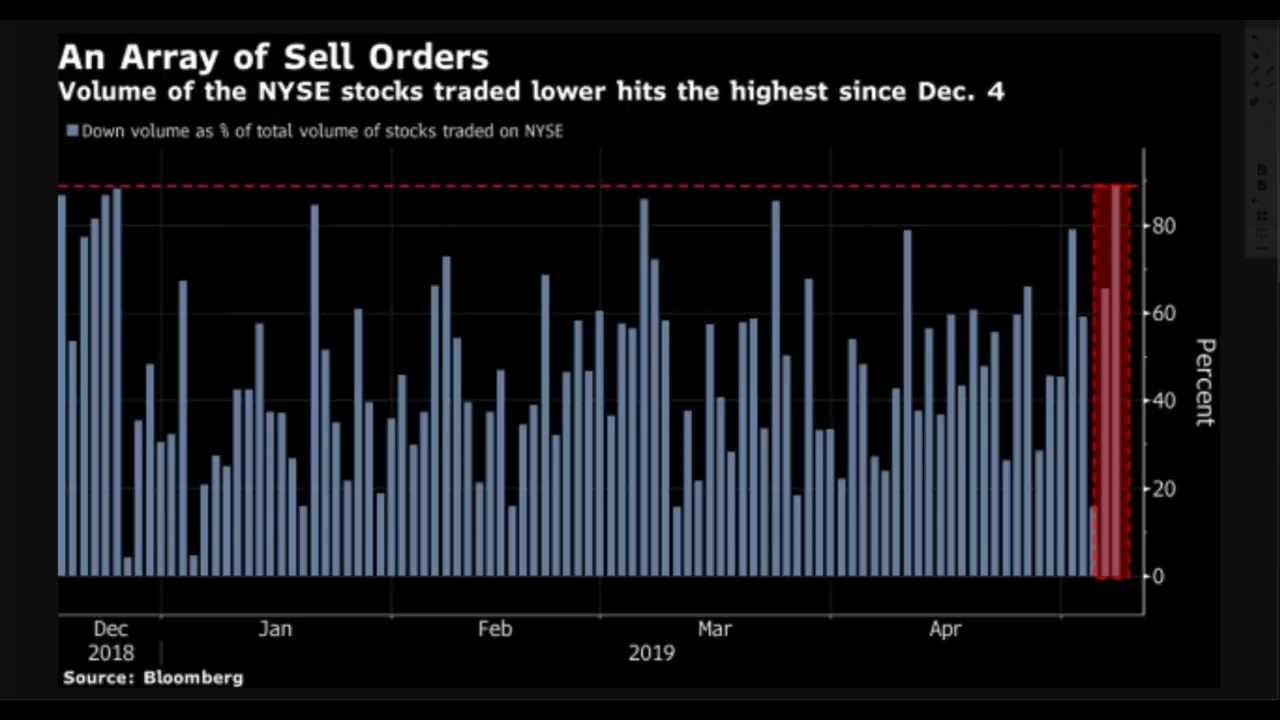 An Array of Sell Orders
Volume of the NYSE stocks traded lower hits the highest since Dec. 4
Down volume as % of total volume of stocks traded on NYSE
80
60
40
20
0
Percent
Dec Jan Feb Mar Apr
2018 2019
Source: Bloomberg